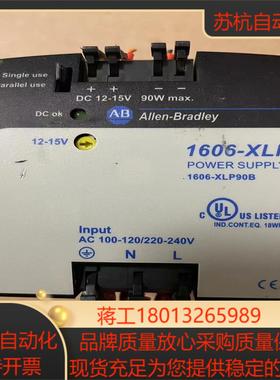 苏杭自动化
Single use
Parallel use
+ + − −
DC 12-15V 90W max.
DC ok
AB Allen-Bradley
12-15V
1606-XLP
POWER SUPPLY
1606-XLP90B
Input
AC 100-120/220-240V
N L
C UL US LISTED
IND.CONT.EQ. 18WM
蒋工18013265989
自动化 品牌质量放心采购质量保
开票 现货充足为您提供稳定的